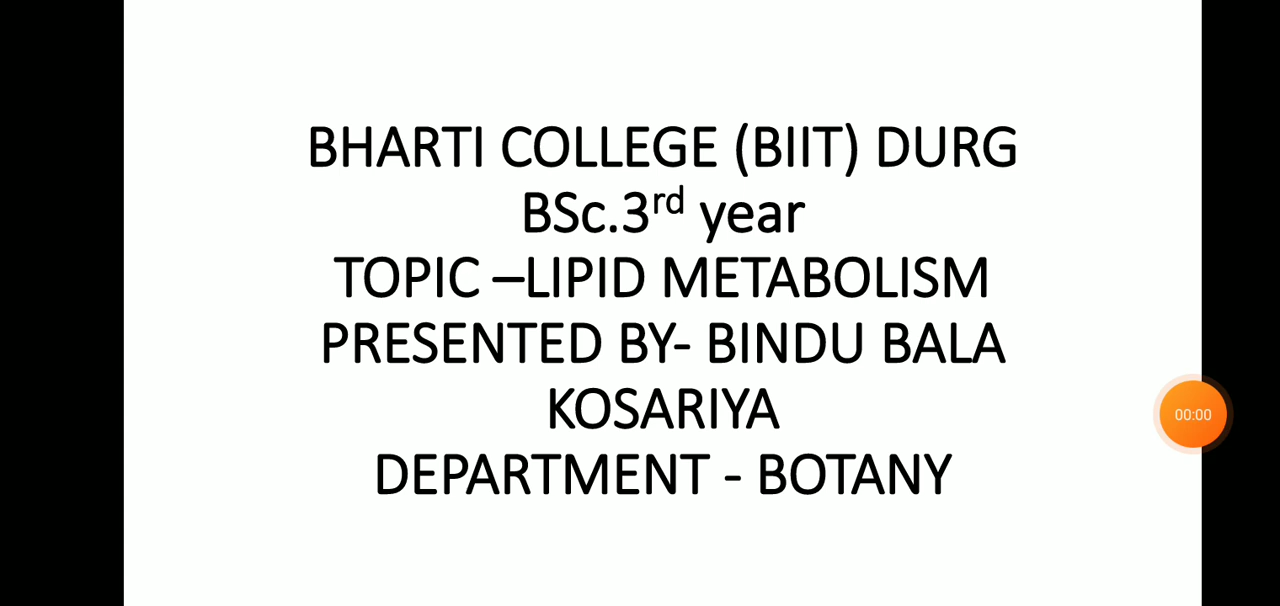 BHARTI COLLEGE (BIIT) DURG
BSc.3rd year
TOPIC –LIPID METABOLISM
PRESENTED BY- BINDU BALA
KOSARIYA
DEPARTMENT - BOTANY
00:00